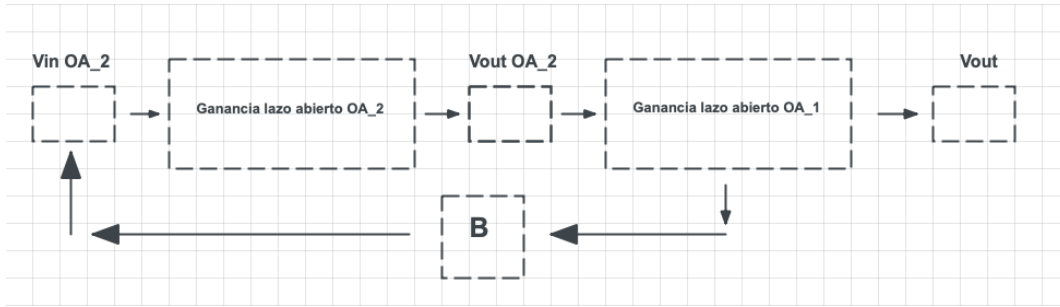 Vin OA_2
Vout OA_2
Vout
Ganancia lazo abierto OA_2
Ganancia lazo abierto OA_1
B